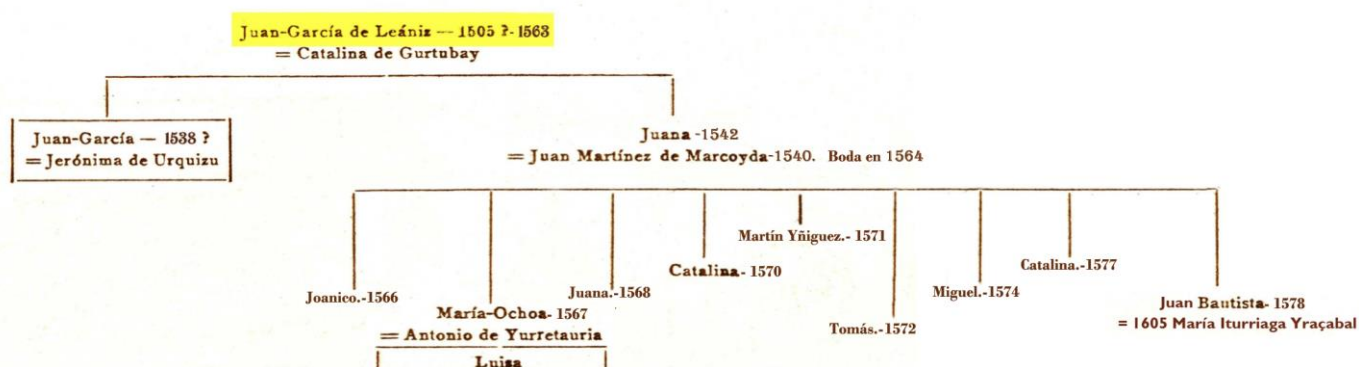 Juan-García de Leániz — 1505 ?- 1563
= Catalina de Gurtubay
Juan-García — 1538 ?
= Jerónima de Urquizu
Juana -1542
= Juan Martínez de Marcoyda-1540. Boda en 1564
Joanico.-1566
María-Ochoa- 1567
= Antonio de Yurretauria
Luisa
Juana.-1568
Catalina- 1570
Martín Yñiguez.- 1571
Tomás.-1572
Miguel.-1574
Catalina.-1577
Juan Bautista- 1578
= 1605 María Iturriaga Yraçabal